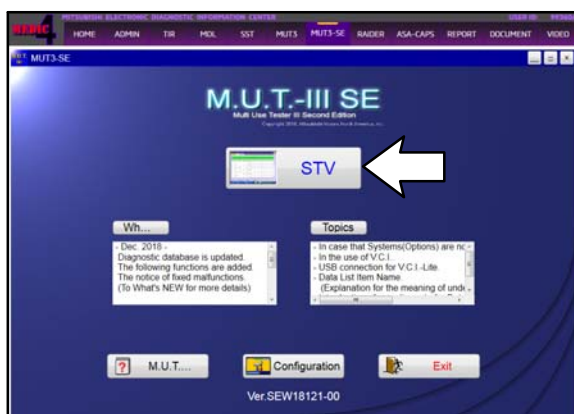 MITSUBISHI ELECTRONIC DIAGNOSTIC INFORMATION CENTER USER ID:
MEDIC 4 HOME ADMIN TIR MDL SST MUT3 MUT3-SE RAIDER ASA-CAPS REPORT DOCUMENT VIDEO
MUT3-SE
M.U.T.-III SE
Multi Use Tester III Second Edition
STV
Wh...
- Dec. 2018 -
Diagnostic database is updated.
The following functions are added.
The notice of fixed malfunctions.
(To What's NEW for more details)
Topics
- In case that Systems(Options) are no
- In the use of V.C.I.
- USB connection for V.C.I.-Lite.
- Data List Item Name.
(Explanation for the meaning of unde
M.U.T....
Configuration
Exit
Ver.SEW18121-00